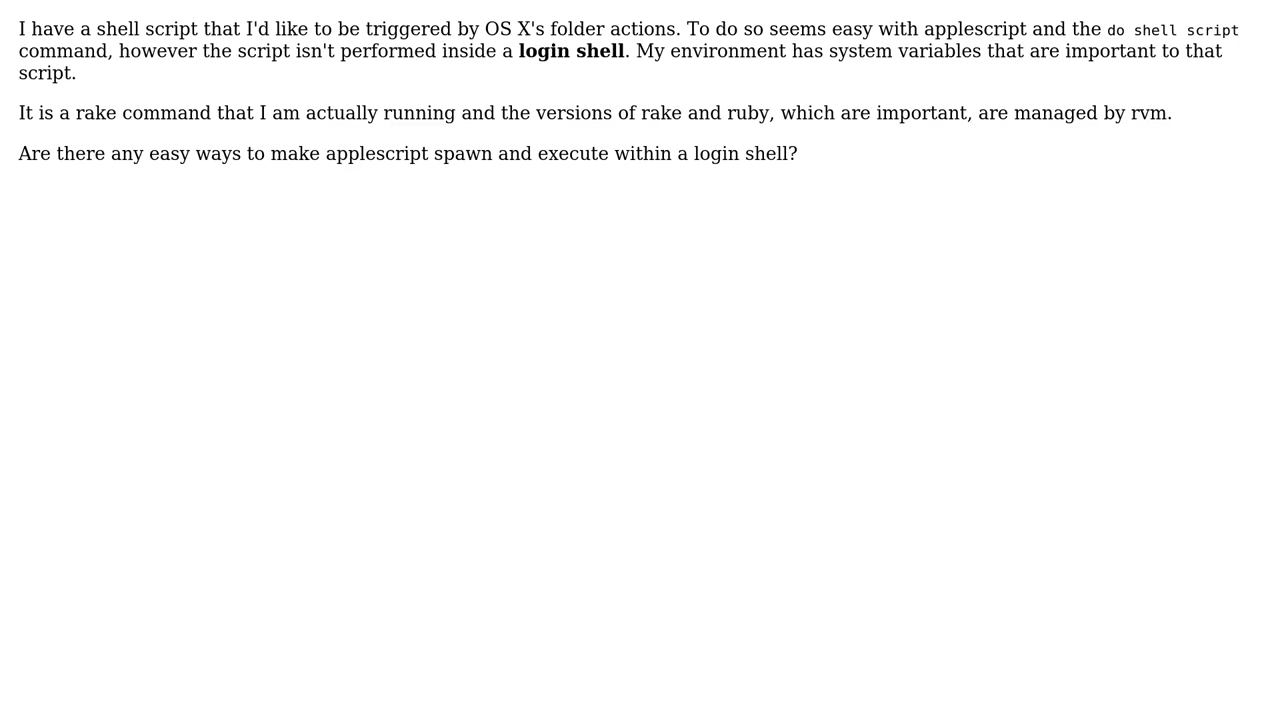 I have a shell script that I'd like to be triggered by OS X's folder actions. To do so seems easy with applescript and the do shell script
command, however the script isn't performed inside a login shell. My environment has system variables that are important to that
script.
It is a rake command that I am actually running and the versions of rake and ruby, which are important, are managed by rvm.
Are there any easy ways to make applescript spawn and execute within a login shell?